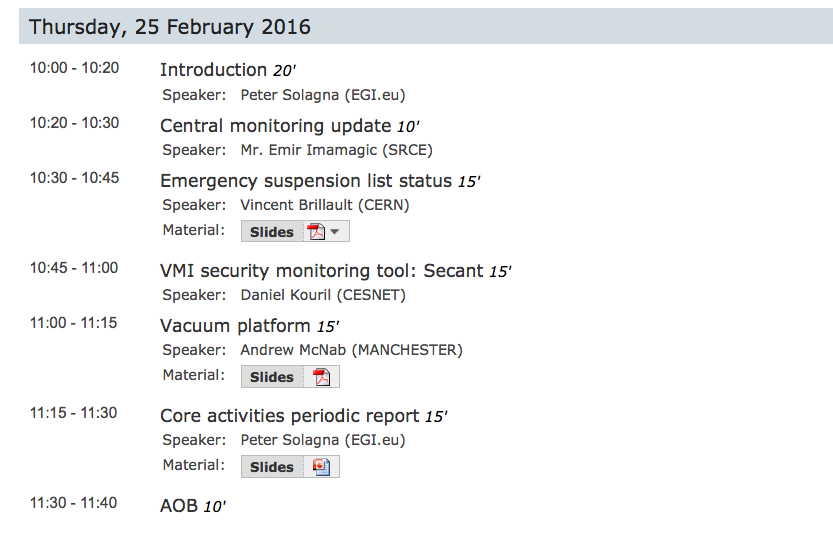 Thursday, 25 February 2016
10:00 - 10:20 Introduction 20'
Speaker: Peter Solagna (EGI.eu)
10:20 - 10:30 Central monitoring update 10'
Speaker: Mr. Emir Imamagic (SRCE)
10:30 - 10:45 Emergency suspension list status 15'
Speaker: Vincent Brillault (CERN)
Material: Slides
10:45 - 11:00 VMI security monitoring tool: Secant 15'
Speaker: Daniel Kouril (CESNET)
11:00 - 11:15 Vacuum platform 15'
Speaker: Andrew McNab (MANCHESTER)
Material: Slides
11:15 - 11:30 Core activities periodic report 15'
Speaker: Peter Solagna (EGI.eu)
Material: Slides
11:30 - 11:40 AOB 10'